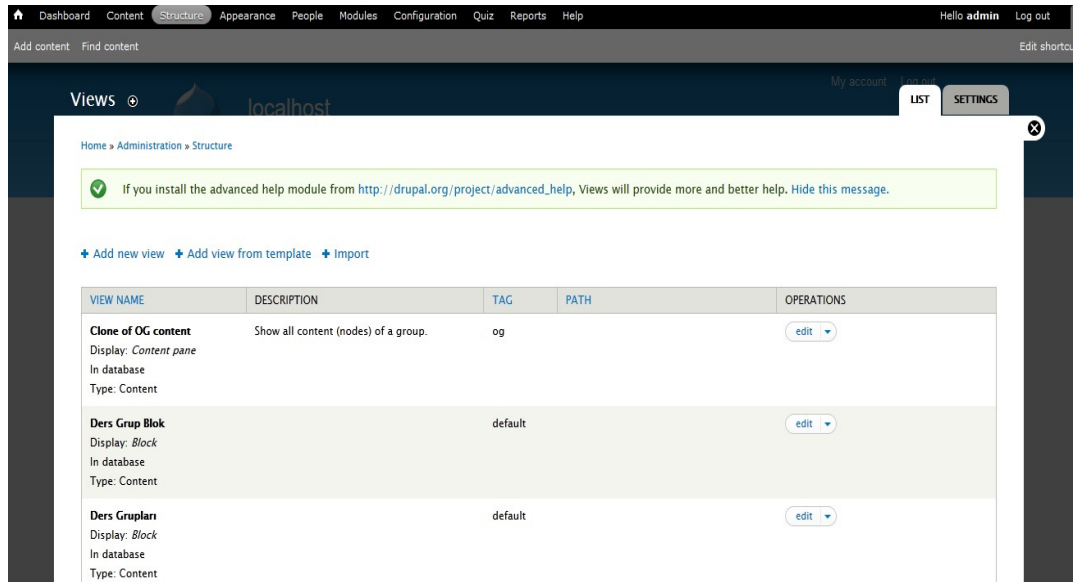 Dashboard Content Structure Appearance People Modules Configuration Quiz Reports Help Hello admin Log out
Add content Find content Edit shortcu
My account Log out
Views
localhost
LIST SETTINGS
Home » Administration » Structure
If you install the advanced help module from http://drupal.org/project/advanced_help, Views will provide more and better help. Hide this message.
+ Add new view + Add view from template + Import
VIEW NAME DESCRIPTION TAG PATH OPERATIONS
Clone of OG content Show all content (nodes) of a group. og edit
Display: Content pane
In database
Type: Content
Ders Grup Blok default edit
Display: Block
In database
Type: Content
Ders Grupları default edit
Display: Block
In database
Type: Content